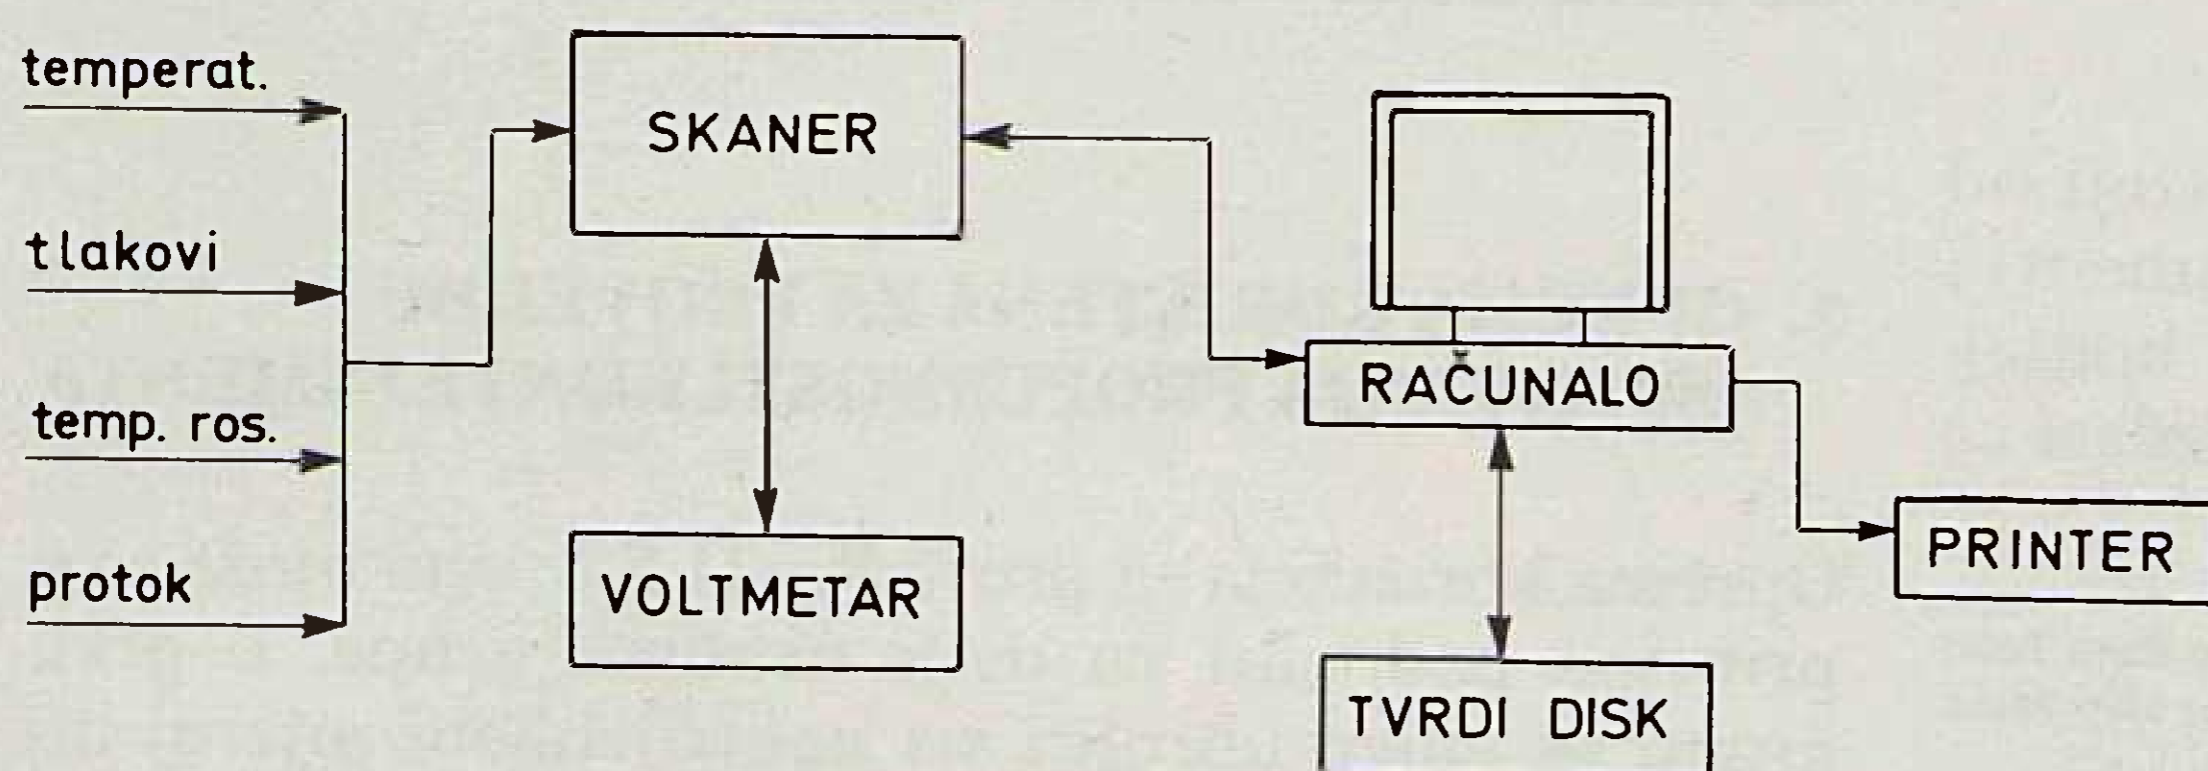 temperat.
tlakovi
temp. ros.
protok
SKANER
VOLTMETAR
RAČUNALO
TVRDI DISK
PRINTER